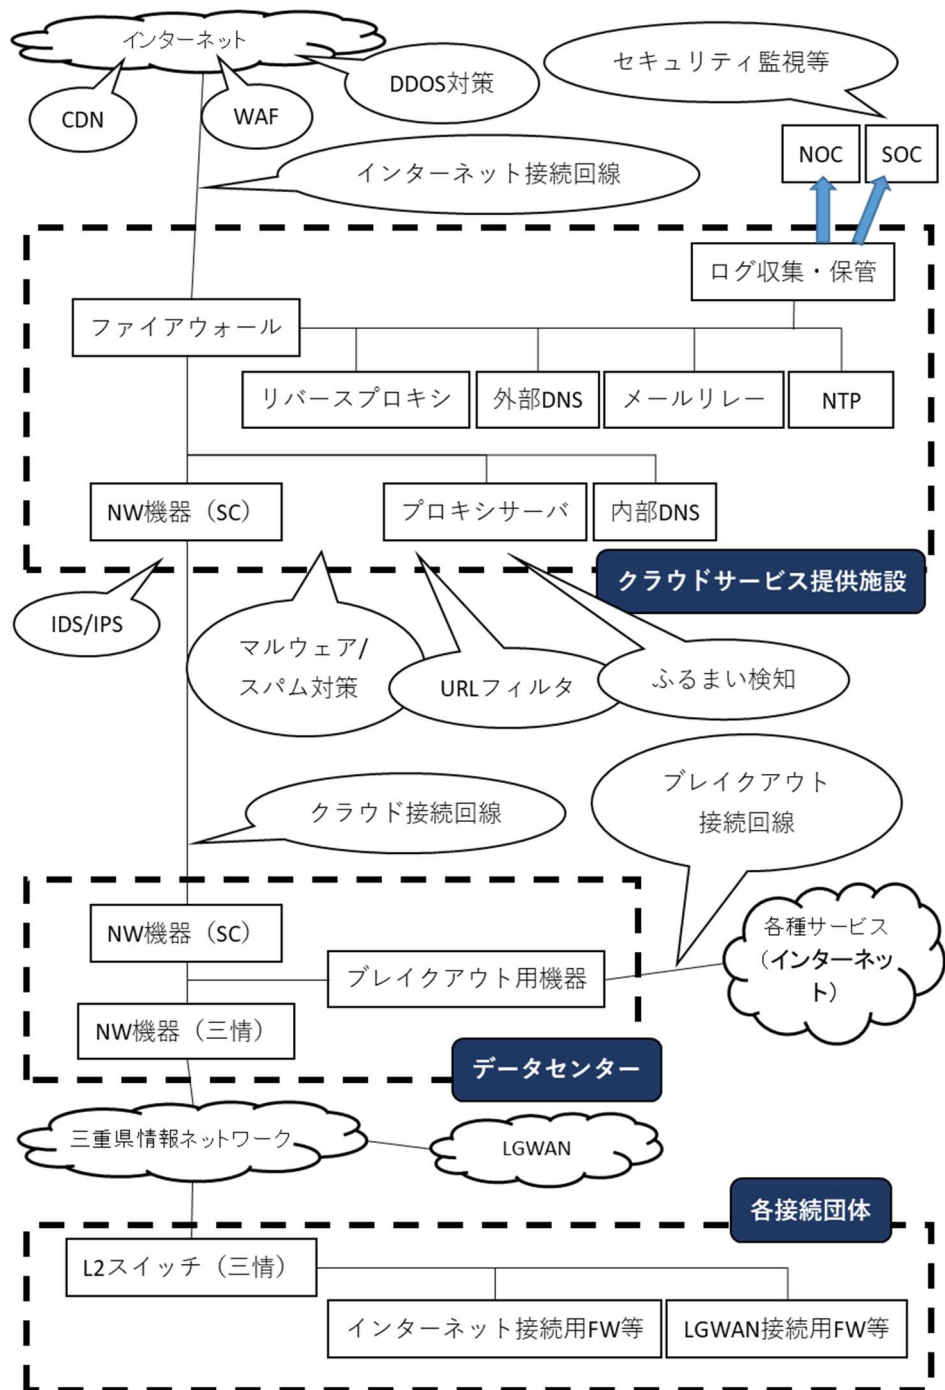 インターネット
セキュリティ監視等
DDOS対策
CDN
WAF
NOC
SOC
インターネット接続回線
ログ収集・保管
ファイアウォール
リバースプロキシ
外部DNS
メールリレー
NTP
NW機器（SC）
プロキシサーバ
内部DNS
クラウドサービス提供施設
IDS/IPS
マルウェア/
スパム対策
URLフィルタ
ふるまい検知
ブレイクアウト
接続回線
クラウド接続回線
NW機器（SC）
ブレイクアウト用機器
各種サービス
（インターネッ
ト）
NW機器（三情）
データセンター
三重県情報ネットワーク
LGWAN
各接続団体
L2スイッチ（三情）
インターネット接続用FW等
LGWAN接続用FW等